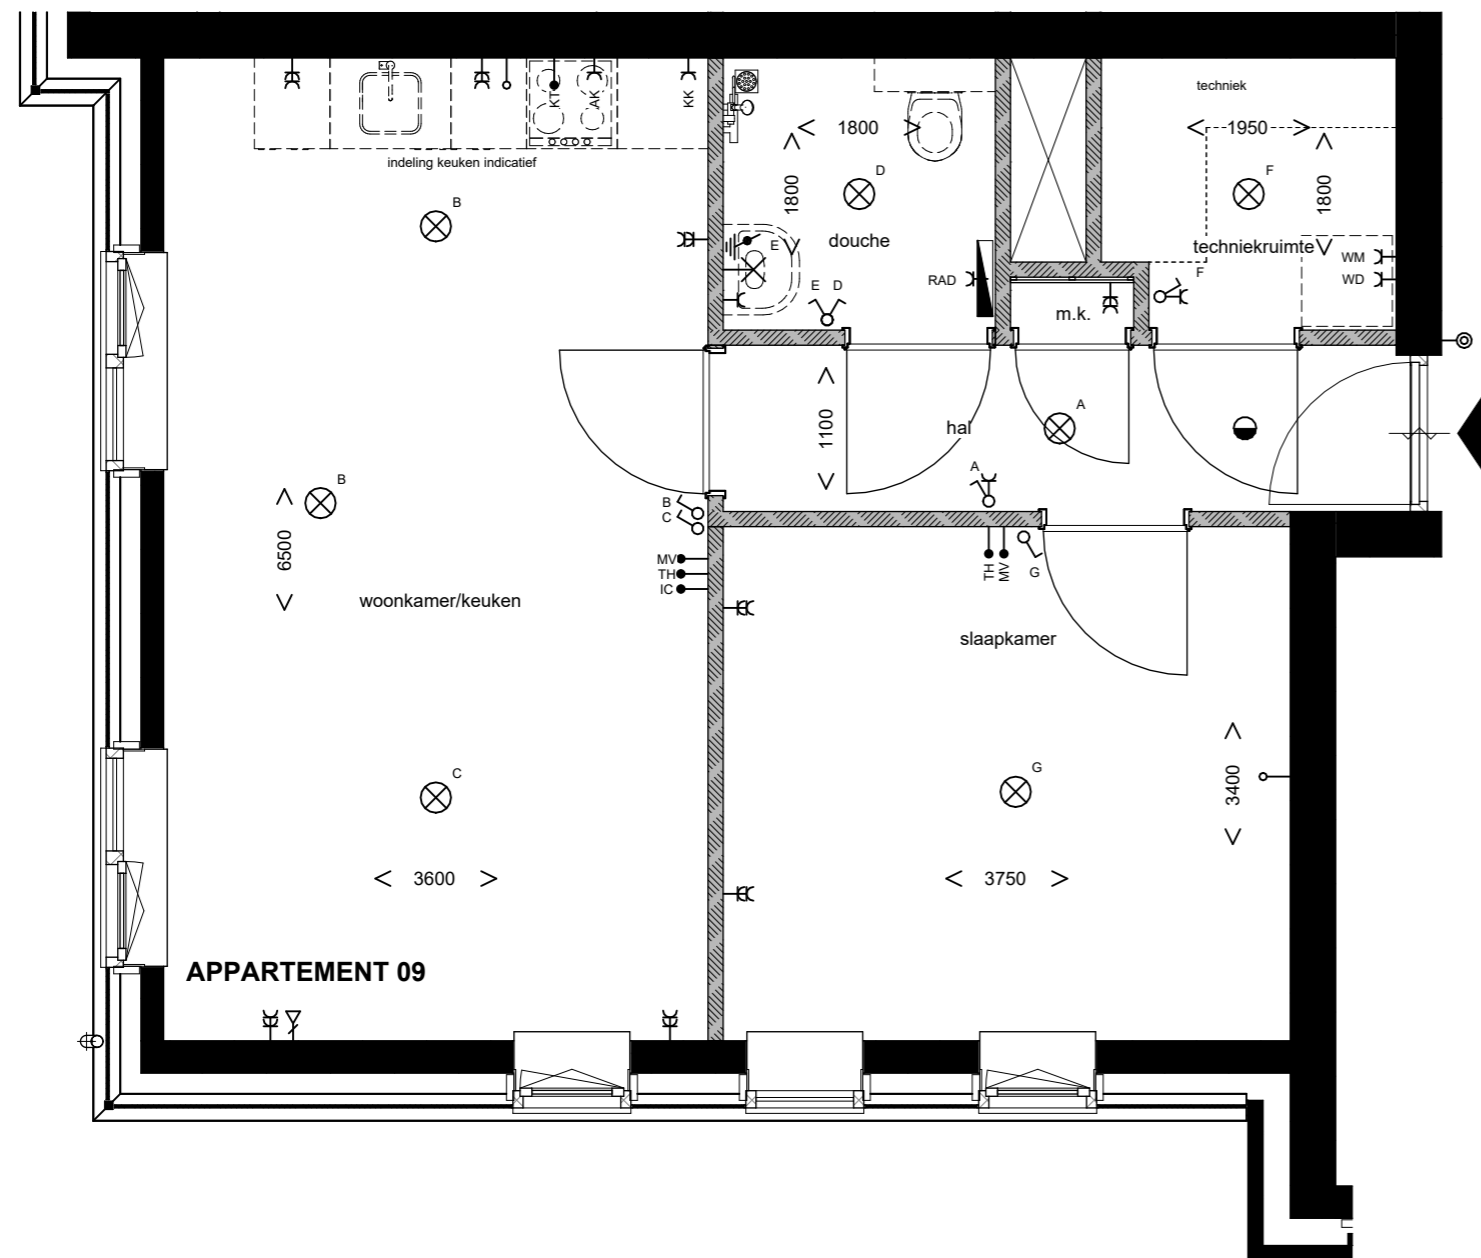 techniek
KT
AK
KK
indeling keuken indicatief
1800
1950
1800
1800
B
D
F
douche
techniekruimte
E
WM
WD
RAD
E D
F
m.k.
1100
hal
A
A
B
B
C
6500
MV
TH
IC
TH
MV
G
woonkamer/keuken
slaapkamer
C
G
3400
3600
3750
APPARTEMENT 09